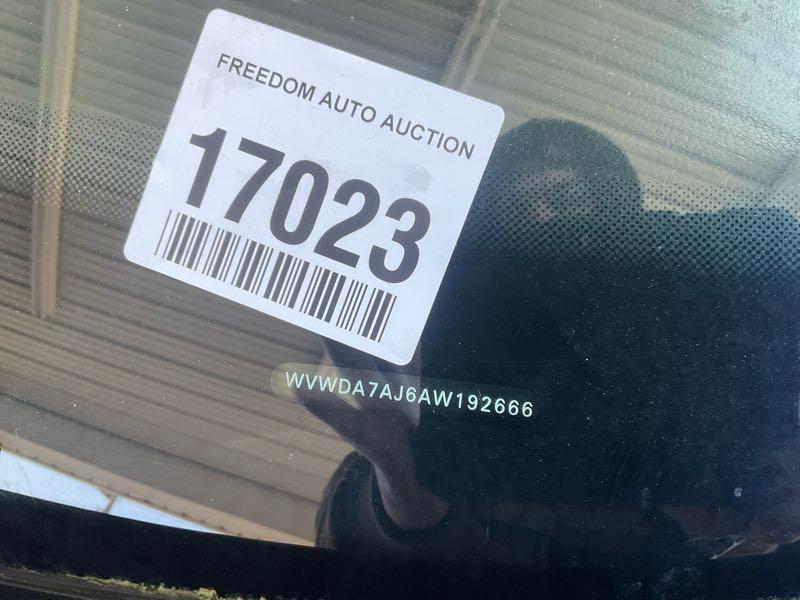 FREEDOM AUTO AUCTION
17023
WVWDA7AJ6AW192666